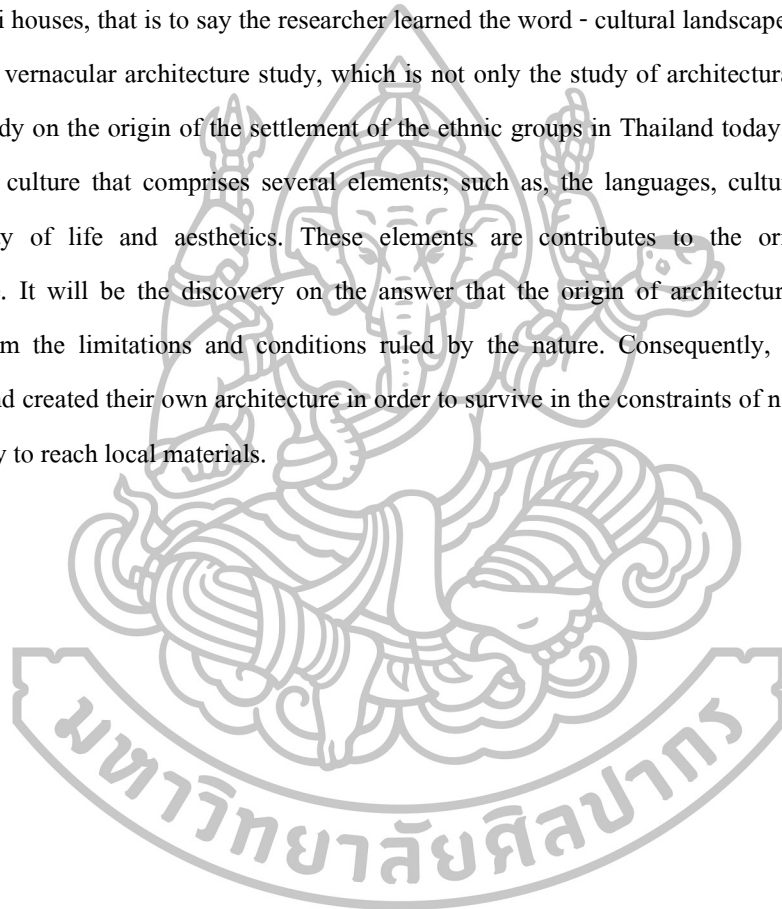 i houses, that is to say the researcher learned the word - cultural landscape
vernacular architecture study, which is not only the study of architectura
dy on the origin of the settlement of the ethnic groups in Thailand today
culture that comprises several elements; such as, the languages, cultur
y of life and aesthetics. These elements are contributes to the ori
. It will be the discovery on the answer that the origin of architectur
m the limitations and conditions ruled by the nature. Consequently,
nd created their own architecture in order to survive in the constraints of n
y to reach local materials.
มหาวิทยาลัยศิลปากร